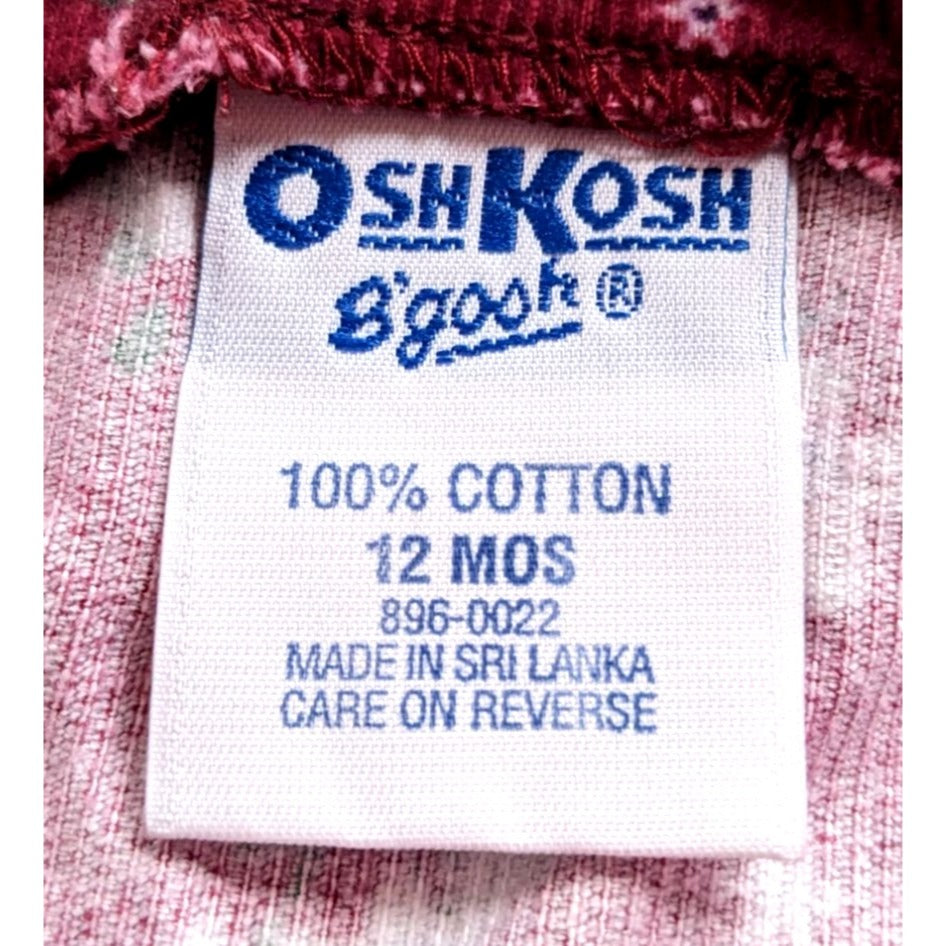 OSHKOSH
B'gosh ®
100% COTTON
12 MOS
896-0022
MADE IN SRI LANKA
CARE ON REVERSE